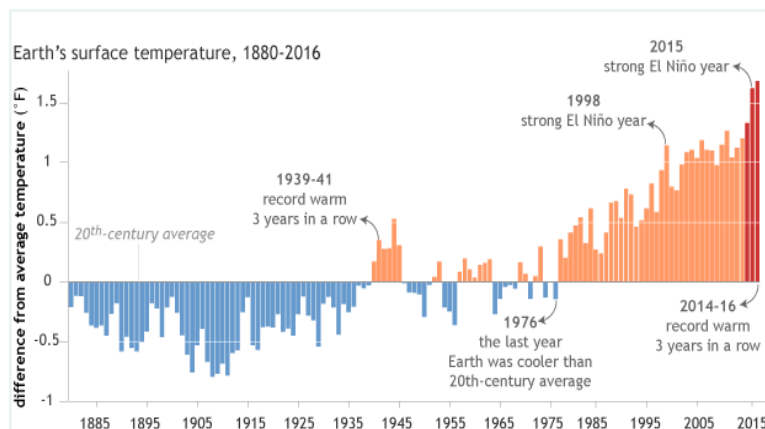 Earth's surface temperature, 1880-2016
difference from average temperature (°F)
1.5
1
0.5
0
-0.5
-1
20th-century average
1939-41
record warm
3 years in a row
1998
strong El Niño year
2015
strong El Niño year
1976
the last year
Earth was cooler than
20th-century average
2014-16
record warm
3 years in a row
1885 1895 1905 1915 1925 1935 1945 1955 1965 1975 1985 1995 2005 2015